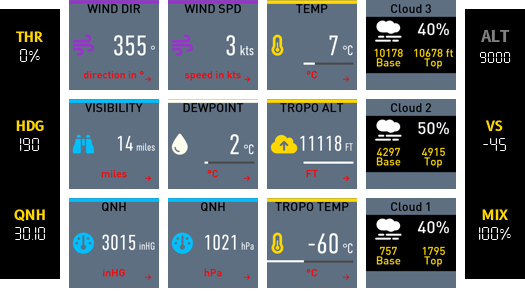 THR
0%
HDG
190
QNH
30.10
WIND DIR
355 °
direction in °
WIND SPD
3 kts
speed in kts
TEMP
7 °C
°C
Cloud 3
40%
10178 10678 ft
Base Top
VISIBILITY
14 miles
miles
DEWPOINT
2 °C
°C
TROPO ALT
11118 FT
FT
Cloud 2
50%
4297 4915
Base Top
QNH
3015 inHG
inHG
QNH
1021 hPa
hPa
TROPO TEMP
-60 °C
°C
Cloud 1
40%
757 1795
Base Top
ALT
9000
VS
-45
MIX
100%